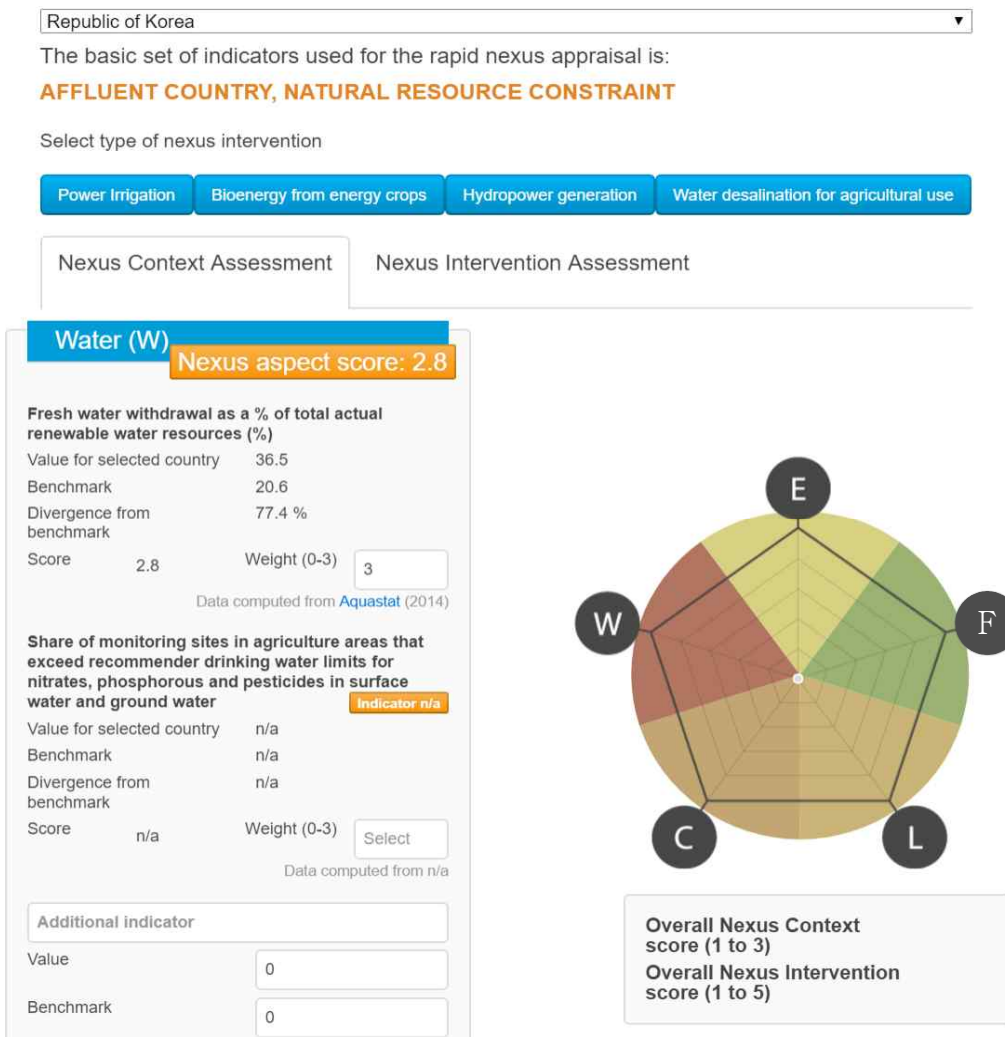 Republic of Korea
The basic set of indicators used for the rapid nexus appraisal is:
AFFLUENT COUNTRY, NATURAL RESOURCE CONSTRAINT
Select type of nexus intervention
Power Irrigation
Bioenergy from energy crops
Hydropower generation
Water desalination for agricultural use
Nexus Context Assessment
Nexus Intervention Assessment
Water (W)
Nexus aspect score: 2.8
Fresh water withdrawal as a % of total actual
renewable water resources (%)
Value for selected country 36.5
Benchmark 20.6
Divergence from
benchmark
77.4 %
Score 2.8 Weight (0-3) 3
Data computed from Aquastat (2014)
Share of monitoring sites in agriculture areas that
exceed recommender drinking water limits for
nitrates, phosphorous and pesticides in surface
water and ground water
Indicator n/a
Value for selected country n/a
Benchmark n/a
Divergence from
benchmark
n/a
Score n/a Weight (0-3) Select
Data computed from n/a
Additional indicator
Value 0
Benchmark 0
E
W
F
C
L
Overall Nexus Context
score (1 to 3)
Overall Nexus Intervention
score (1 to 5)